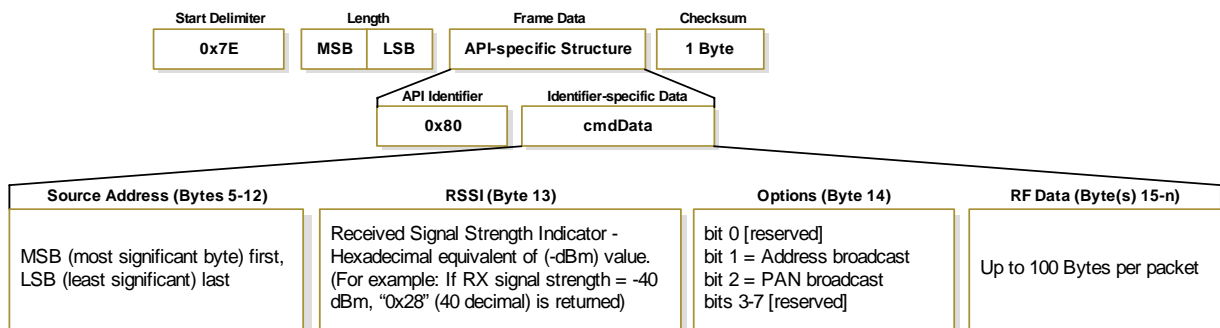 Start Delimiter
Length
Frame Data
Checksum
0x7E
MSB
LSB
API-specific Structure
1 Byte
API Identifier
Identifier-specific Data
0x80
cmdData
Source Address (Bytes 5-12)
MSB (most significant byte) first,
LSB (least significant) last
RSSI (Byte 13)
Received Signal Strength Indicator -
Hexadecimal equivalent of (-dBm) value.
(For example: If RX signal strength = -40
dBm, “0x28” (40 decimal) is returned)
Options (Byte 14)
bit 0 [reserved]
bit 1 = Address broadcast
bit 2 = PAN broadcast
bits 3-7 [reserved]
RF Data (Byte(s) 15-n)
Up to 100 Bytes per packet